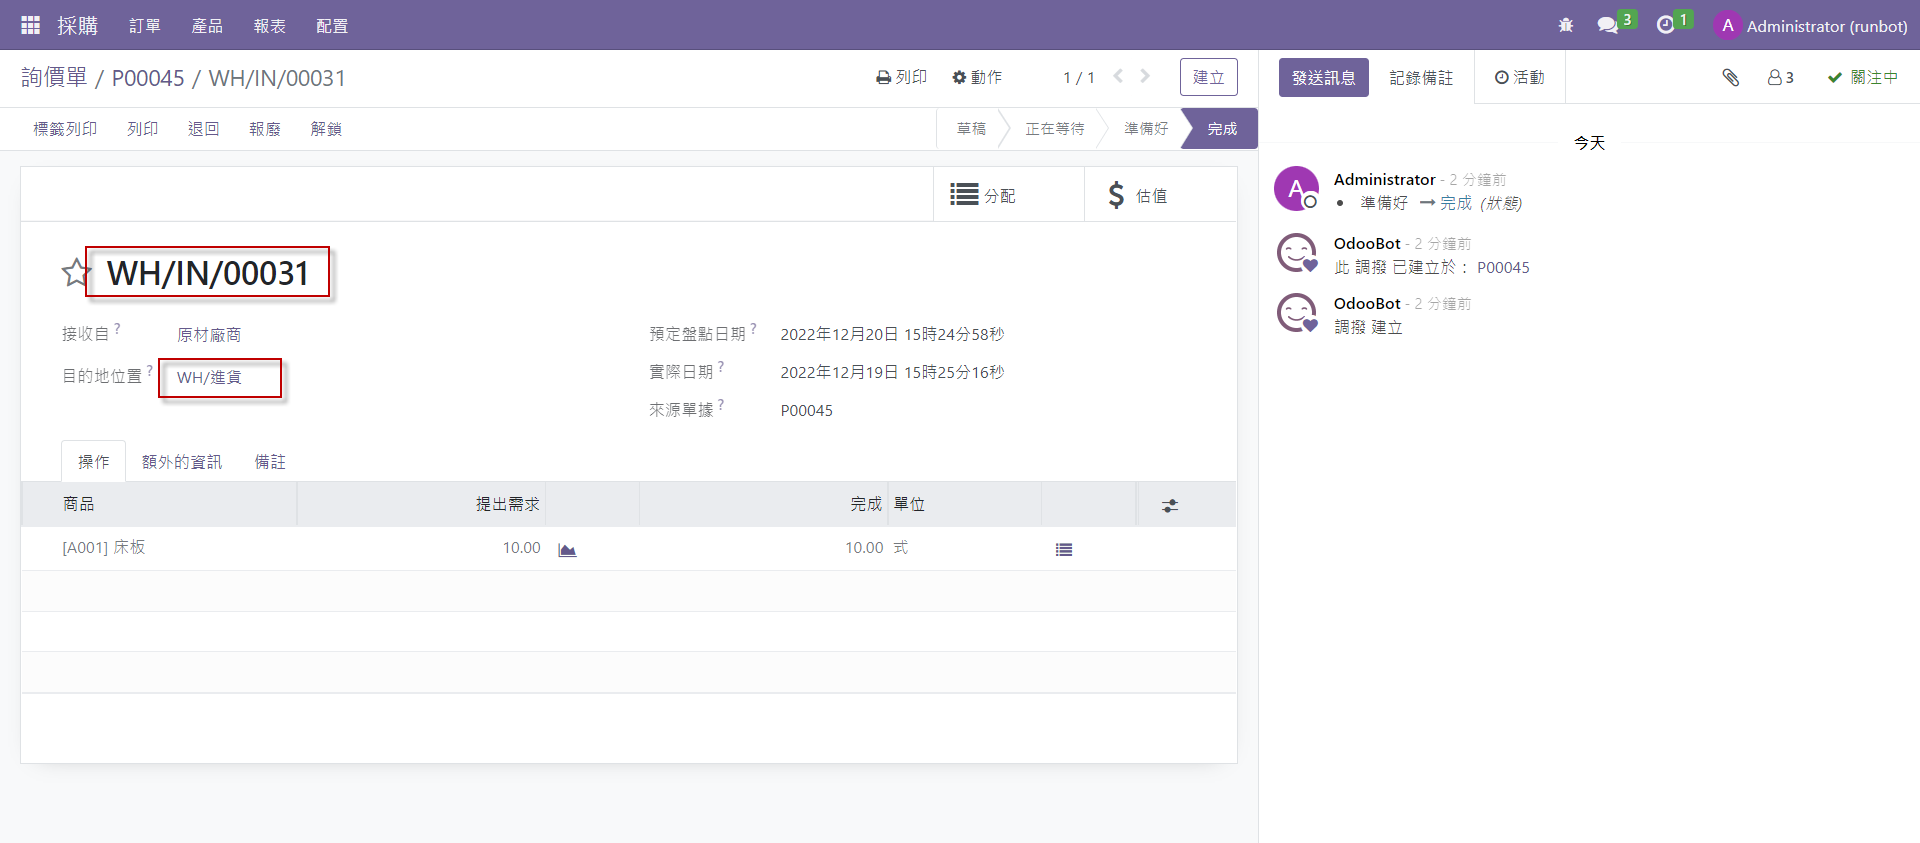 採購 訂單 產品 報表 配置 3 1 A Administrator (runbot)
詢價單 / P00045 / WH/IN/00031 列印 動作 1 / 1 建立 發送訊息 記錄備註 活動 3 關注中
標籤列印 列印 退回 報廢 解鎖 草稿 正在等待 準備好 完成
今天
分配 $ 估值
A Administrator - 2 分鐘前
• 準備好 → 完成 (狀態)
OdooBot - 2 分鐘前
此 調撥 已建立於： P00045
OdooBot - 2 分鐘前
調撥 建立
WH/IN/00031
接收自 ? 原材廠商 預定盤點日期 ? 2022年12月20日 15時24分58秒
目的地位置 ? WH/進貨 實際日期 ? 2022年12月19日 15時25分16秒
來源單據 ? P00045
操作 額外的資訊 備註
商品 提出需求 完成 單位
[A001] 床板 10.00 10.00 式